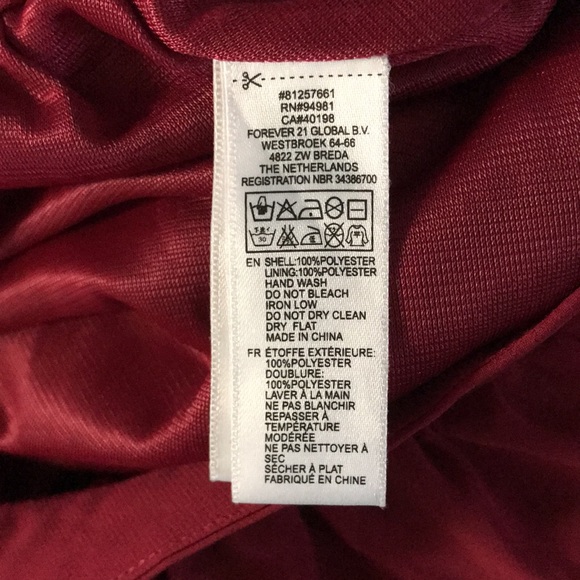 #81257661
RN#94981
CA#40198
FOREVER 21 GLOBAL B.V.
WESTBROEK 64-66
4822 ZW BREDA
THE NETHERLANDS
REGISTRATION NBR 34386700
30
EN SHELL:100%POLYESTER
LINING:100%POLYESTER
HAND WASH
DO NOT BLEACH
IRON LOW
DO NOT DRY CLEAN
DRY FLAT
MADE IN CHINA
FR ÉTOFFE EXTÉRIEURE:
100%POLYESTER
DOUBLURE:
100%POLYESTER
LAVER À LA MAIN
NE PAS BLANCHIR
REPASSER À
TEMPÉRATURE
MODÉRÉE
NE PAS NETTOYER À
SEC
SÉCHER À PLAT
FABRIQUÉ EN CHINE